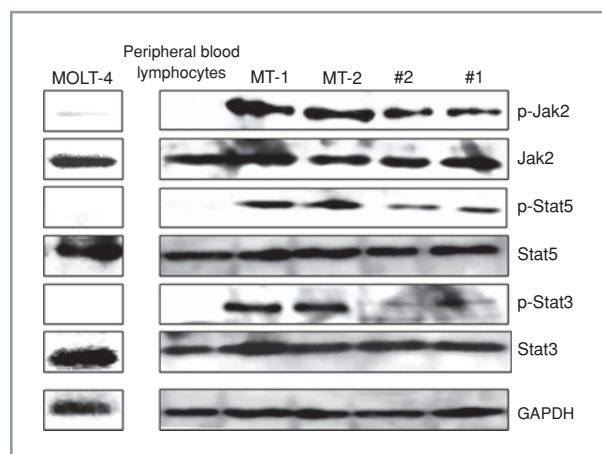 Peripheral blood
lymphocytes
MOLT-4 MT-1 MT-2 #2 #1
p-Jak2
Jak2
p-Stat5
Stat5
p-Stat3
Stat3
GAPDH